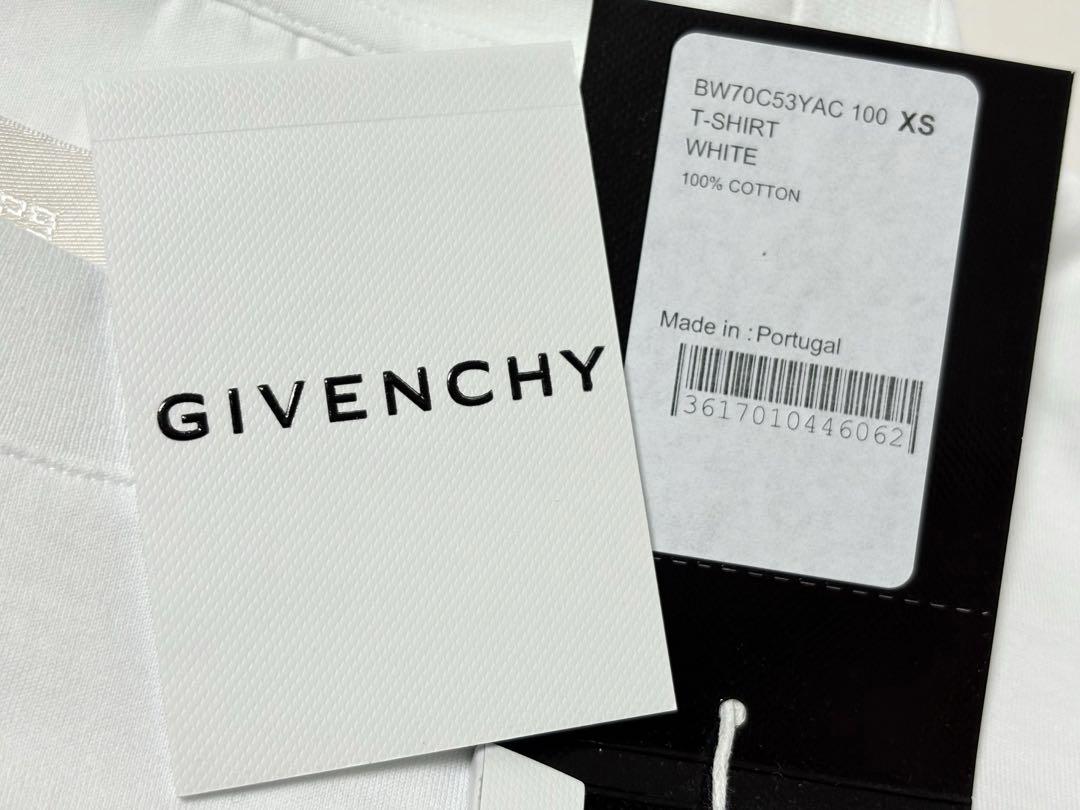 GIVENCHY
BW70C53YAC 100 XS
T-SHIRT
WHITE
100% COTTON
Made in : Portugal
3617010446062